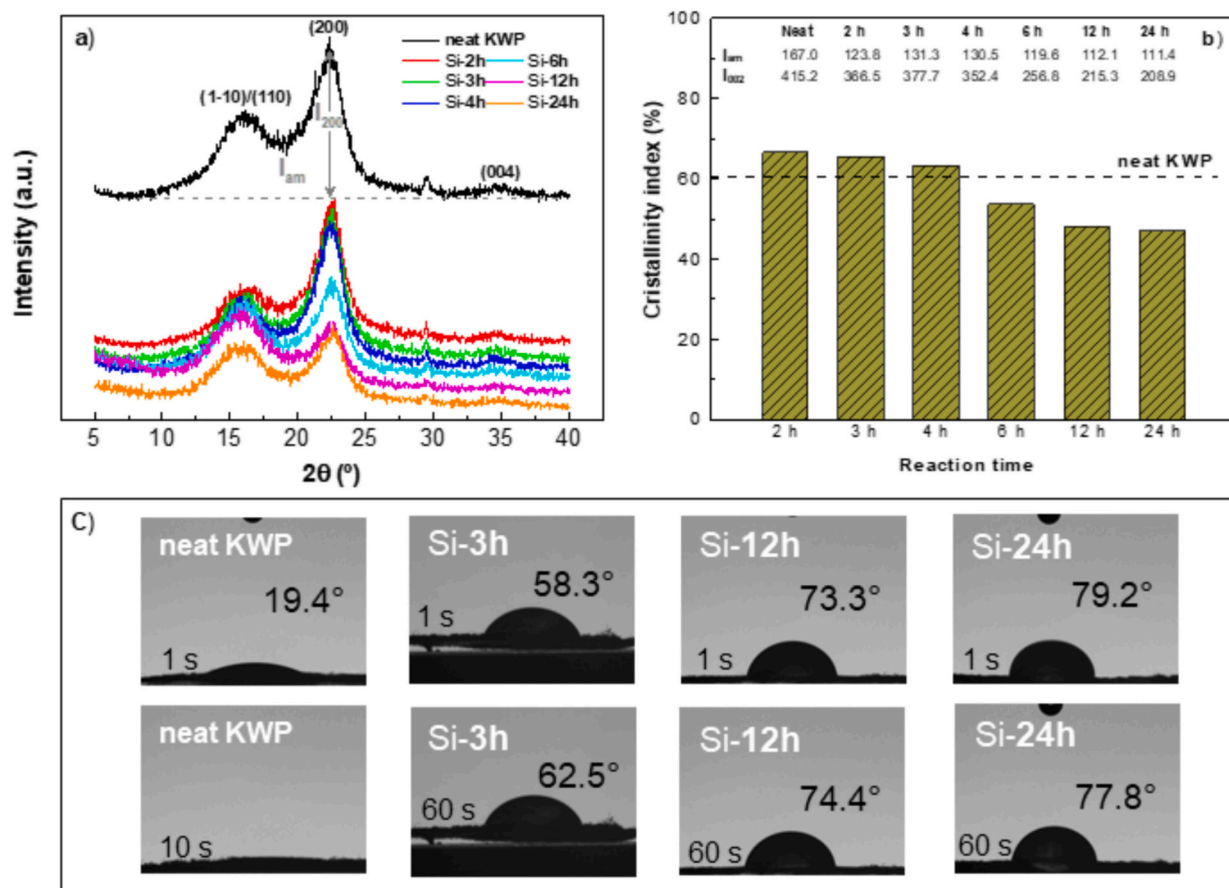 a)
(200)
neat KWP
Si-2h Si-6h
Si-3h Si-12h
Si-4h Si-24h
(1-10)/(110)
I200
Iam
(004)
Intensity (a.u.)
5 10 15 20 25 30 35 40
2θ (º)
b)
Neat 2 h 3 h 4 h 6 h 12 h 24 h
Iam 167.0 123.8 131.3 130.5 119.6 112.1 111.4
I002 415.2 366.5 377.7 352.4 256.8 215.3 208.9
neat KWP
Cristallinity index (%)
100
80
60
40
20
0
2 h 3 h 4 h 6 h 12 h 24 h
Reaction time
C)
neat KWP
19.4°
1 s
Si-3h
58.3°
1 s
Si-12h
73.3°
1 s
Si-24h
79.2°
1 s
neat KWP
10 s
Si-3h
62.5°
60 s
Si-12h
74.4°
60 s
Si-24h
77.8°
60 s